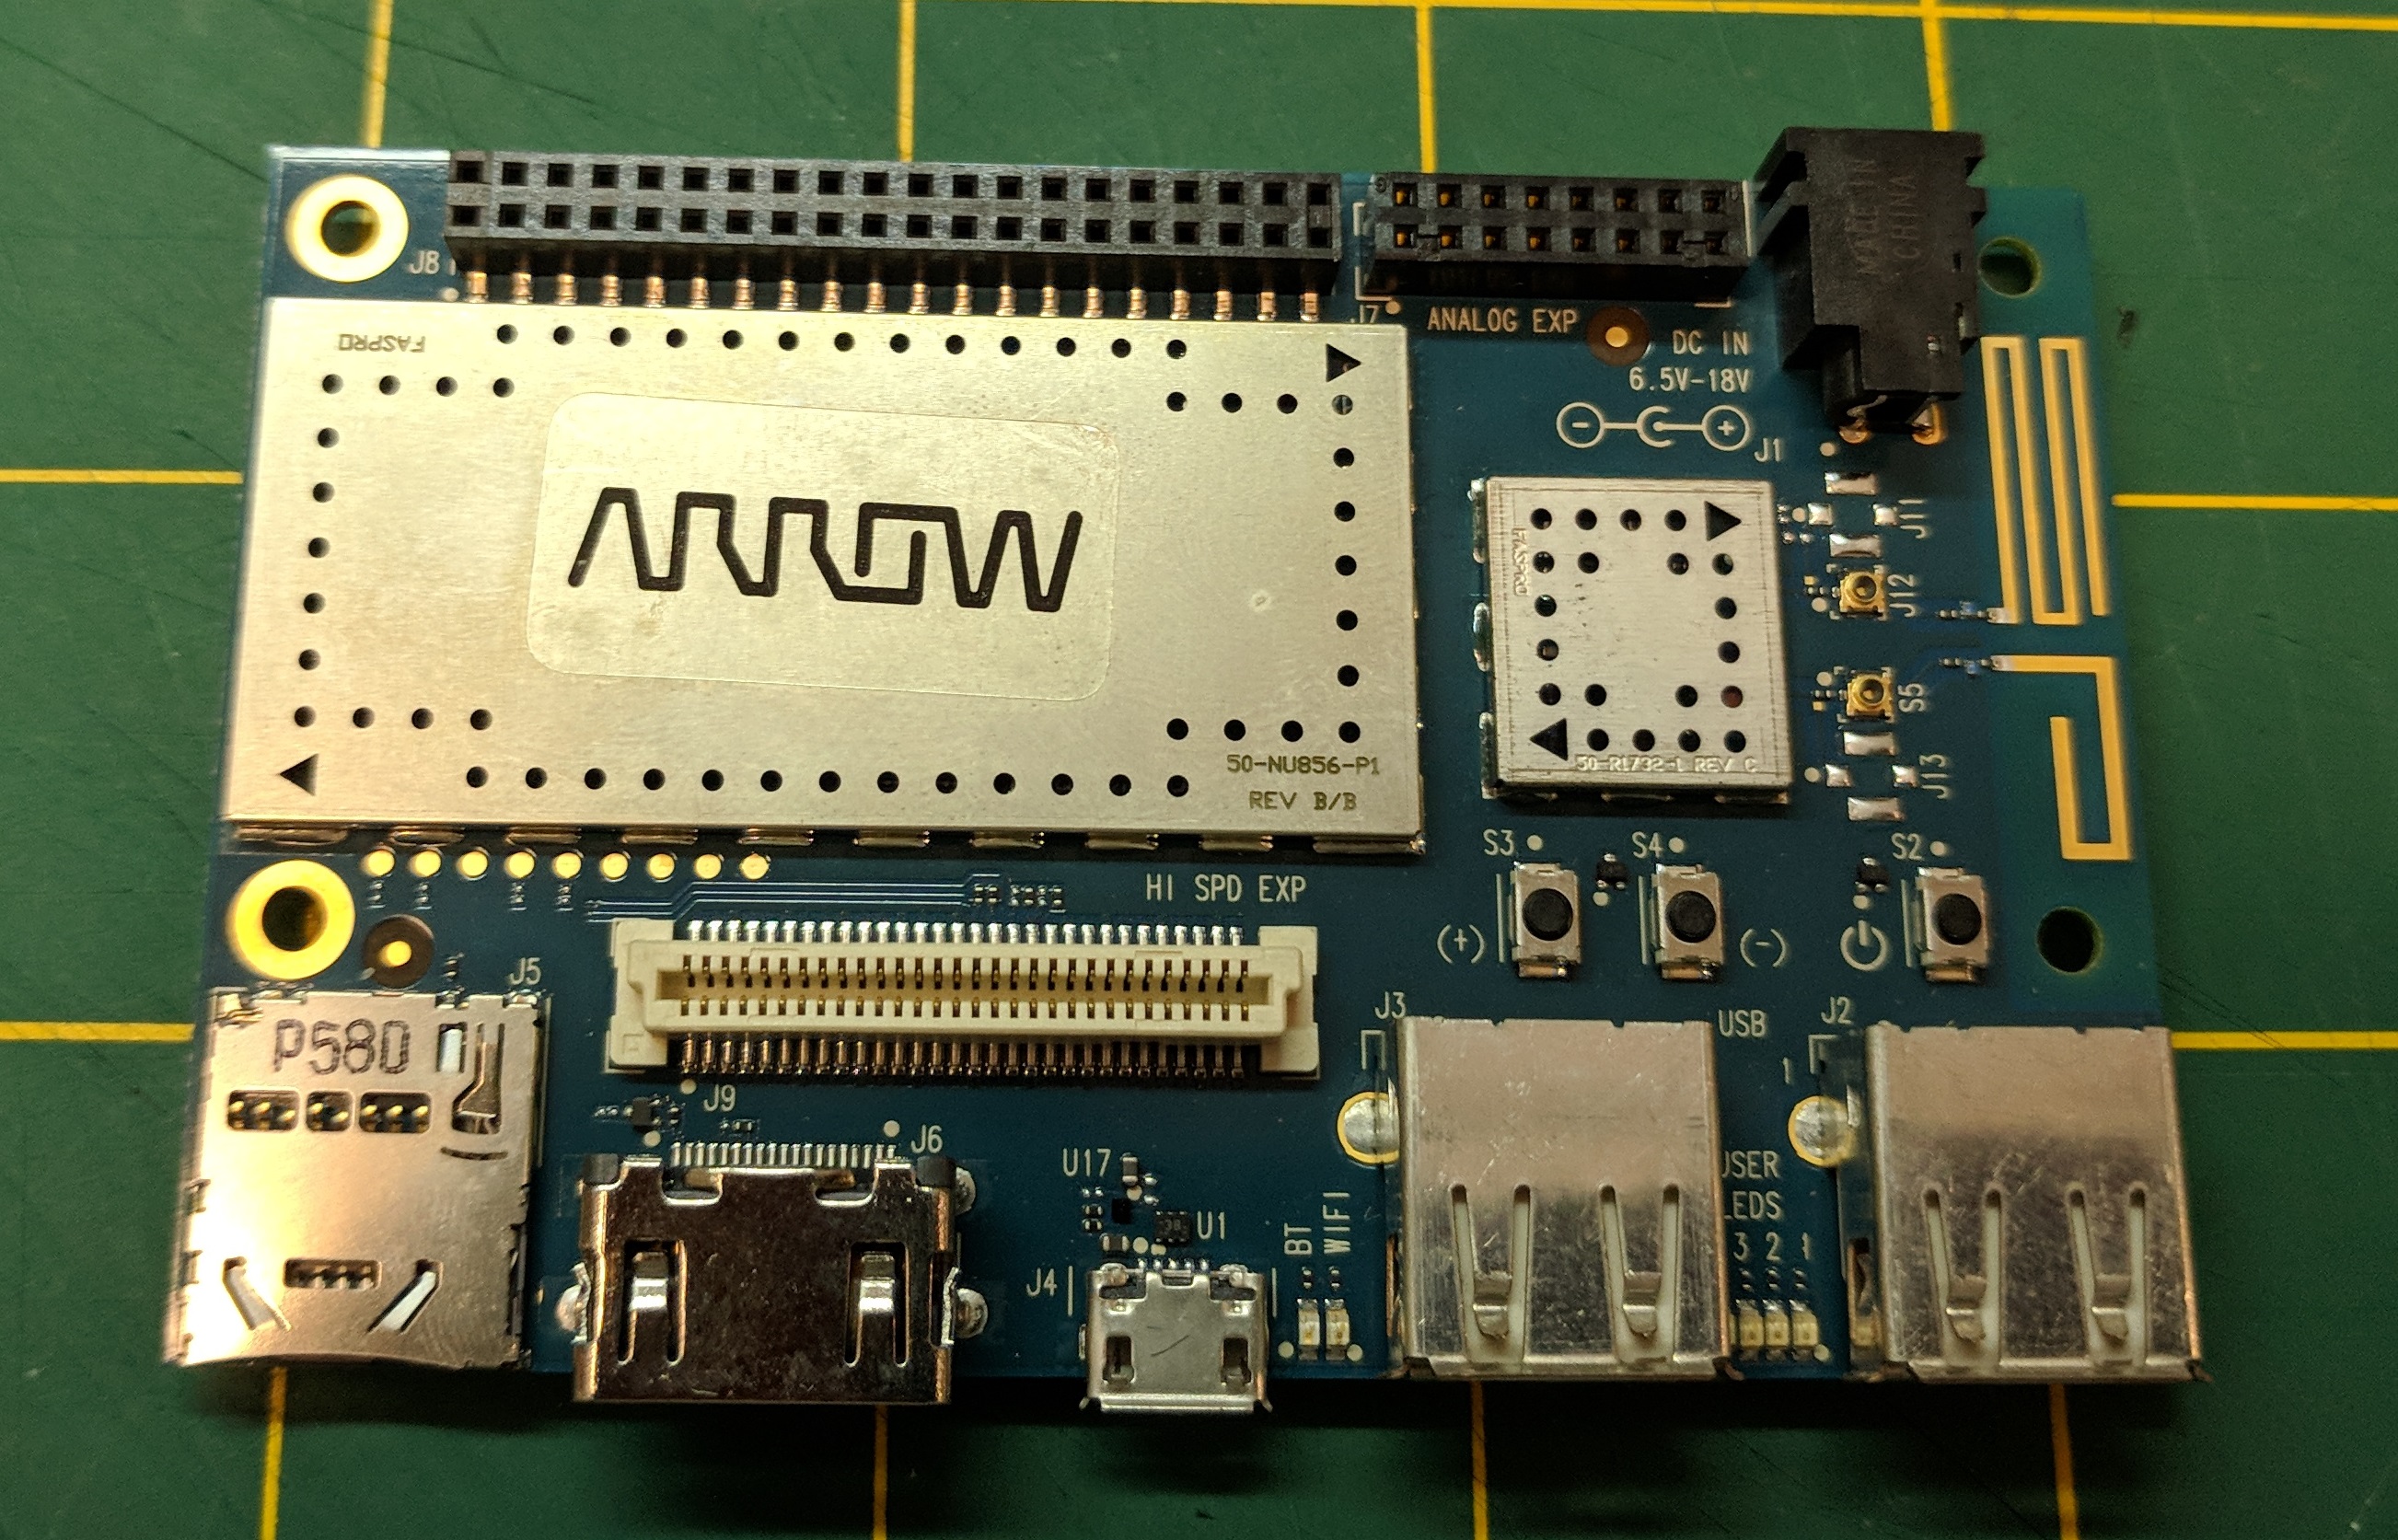 MADE IN
CHINA
J8
FASPRO
J7
ANALOG EXP
DC IN
6.5V-18V
- +
J1
ARROW
FASPRO
J11
J12
S5
J13
50-NU856-P1
REV B/B
50-R1792-1 REV C
S3
S4
S2
HI SPD EXP
(+)
(-)
J5
P580
J3
USB
J2
1
J9
J6
U17
U1
J4
BT
WIFI
USER
LEDS
3 2 1